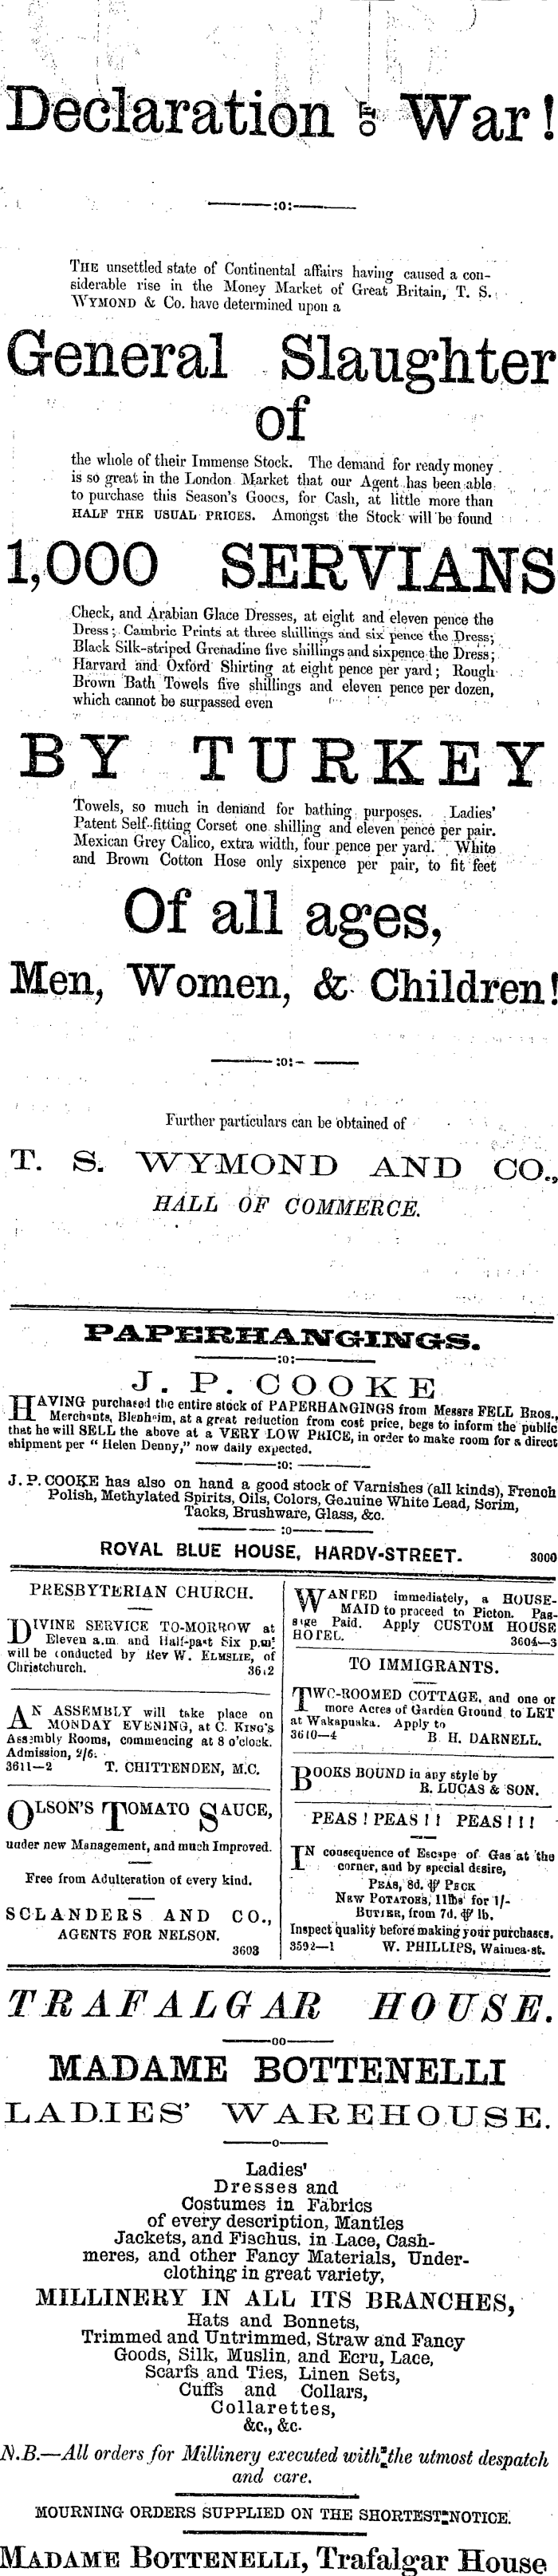 Declaration OF War!
:o:
THE unsettled state of Continental affairs having caused a con-
siderable rise in the Money Market of Great Britain, T. S.
WYMOND & Co. have determined upon a
General Slaughter
of
the whole of their Immense Stock. The demand for ready money
is so great in the London Market that our Agent has been able
to purchase this Season's Goods, for Cash, at little more than
HALF THE USUAL PRICES. Amongst the Stock will be found
1,000 SERVIANS
Check, and Arabian Glace Dresses, at eight and eleven pence the
Dress; Cambric Prints at three shillings and six pence the Dress;
Black Silk-striped Grenadine five shillings and sixpence the Dress;
Harvard and Oxford Shirting at eight pence per yard; Rough
Brown Bath Towels five shillings and eleven pence per dozen,
which cannot be surpassed even
BY TURKEY
Towels, so much in demand for bathing purposes. Ladies'
Patent Self-fitting Corset one shilling and eleven pence per pair.
Mexican Grey Calico, extra width, four pence per yard. White
and Brown Cotton Hose only sixpence per pair, to fit feet
Of all ages,
Men, Women, & Children!
:o:
Further particulars can be obtained of
T. S. WYMOND AND CO.,
HALL OF COMMERCE.
PAPERHANGINGS.
:o:
J. P. COOKE
HAVING purchased the entire stock of PAPERHANGINGS from Messrs FELL BROS.,
Merchants, Blenheim, at a great reduction from cost price, begs to inform the public
that he will SELL the above at a VERY LOW PRICE, in order to make room for a direct
shipment per "Helen Denny," now daily expected.
:o:
J. P. COOKE has also on hand a good stock of Varnishes (all kinds), French
Polish, Methylated Spirits, Oils, Colors, Genuine White Lead, Scrim,
Tacks, Brushware, Glass, &c.
:o
ROYAL BLUE HOUSE, HARDY-STREET. 3000
PRESBYTERIAN CHURCH.
DIVINE SERVICE TO-MORROW at
Eleven a.m. and Half-past Six p.m.
will be conducted by Rev W. ELMSLIE, of
Christchurch. 3612
AN ASSEMBLY will take place on
MONDAY EVENING, at C. KING'S
Assembly Rooms, commencing at 8 o'clock.
Admission, 2/6.
3611—2 T. CHITTENDEN, M.C.
OLSON'S TOMATO SAUCE,
under new Management, and much Improved.
Free from Adulteration of every kind.
SCLANDERS AND CO.,
AGENTS FOR NELSON.
3603
WANTED immediately, a HOUSE-
MAID to proceed to Picton. Pas-
sage Paid. Apply CUSTOM HOUSE
HOTEL. 3604—3
TO IMMIGRANTS.
TWO-ROOMED COTTAGE, and one or
more Acres of Garden Ground to LET
at Wakapuaka. Apply to
3610—4 B. H. DARNELL.
BOOKS BOUND in any style by
R. LUCAS & SON.
PEAS! PEAS!! PEAS!!!
IN consequence of Escape of Gas at the
corner, and by special desire,
PEAS, 8d. ⅌ PECK
NEW POTATOES, 11lbs for 1/-
BUTTER, from 7d. ⅌ lb.
Inspect quality before making your purchases.
3592—1 W. PHILLIPS, Waimea-st.
TRAFALGAR HOUSE.
oo
MADAME BOTTENELLI
LADIES' WAREHOUSE.
o
Ladies'
Dresses and
Costumes in Fabrics
of every description, Mantles
Jackets, and Fischus, in Lace, Cash-
meres, and other Fancy Materials, Under-
clothing in great variety,
MILLINERY IN ALL ITS BRANCHES,
Hats and Bonnets,
Trimmed and Untrimmed, Straw and Fancy
Goods, Silk, Muslin, and Ecru, Lace,
Scarfs and Ties, Linen Sets,
Cuffs and Collars,
Collarettes,
&c., &c.
N.B.—All orders for Millinery executed with the utmost despatch
and care.
MOURNING ORDERS SUPPLIED ON THE SHORTEST NOTICE.
MADAME BOTTENELLI, Trafalgar House